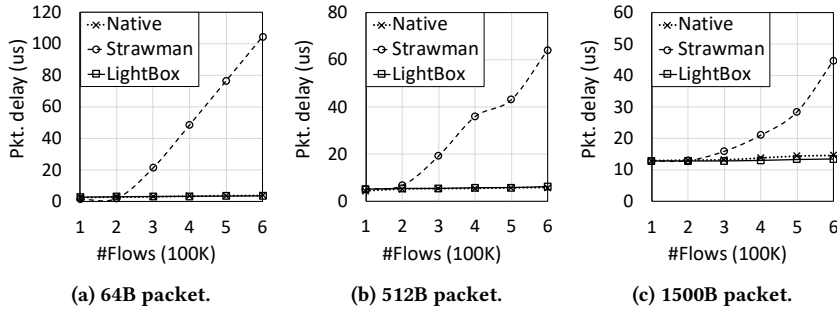 Pkt. delay (us)
120
100
80
60
40
20
0
Native
Strawman
LightBox
1 2 3 4 5 6
#Flows (100K)
(a) 64B packet.
Pkt. delay (us)
80
60
40
20
0
Native
Strawman
LightBox
1 2 3 4 5 6
#Flows (100K)
(b) 512B packet.
Pkt. delay (us)
60
50
40
30
20
10
0
Native
Strawman
LightBox
1 2 3 4 5 6
#Flows (100K)
(c) 1500B packet.